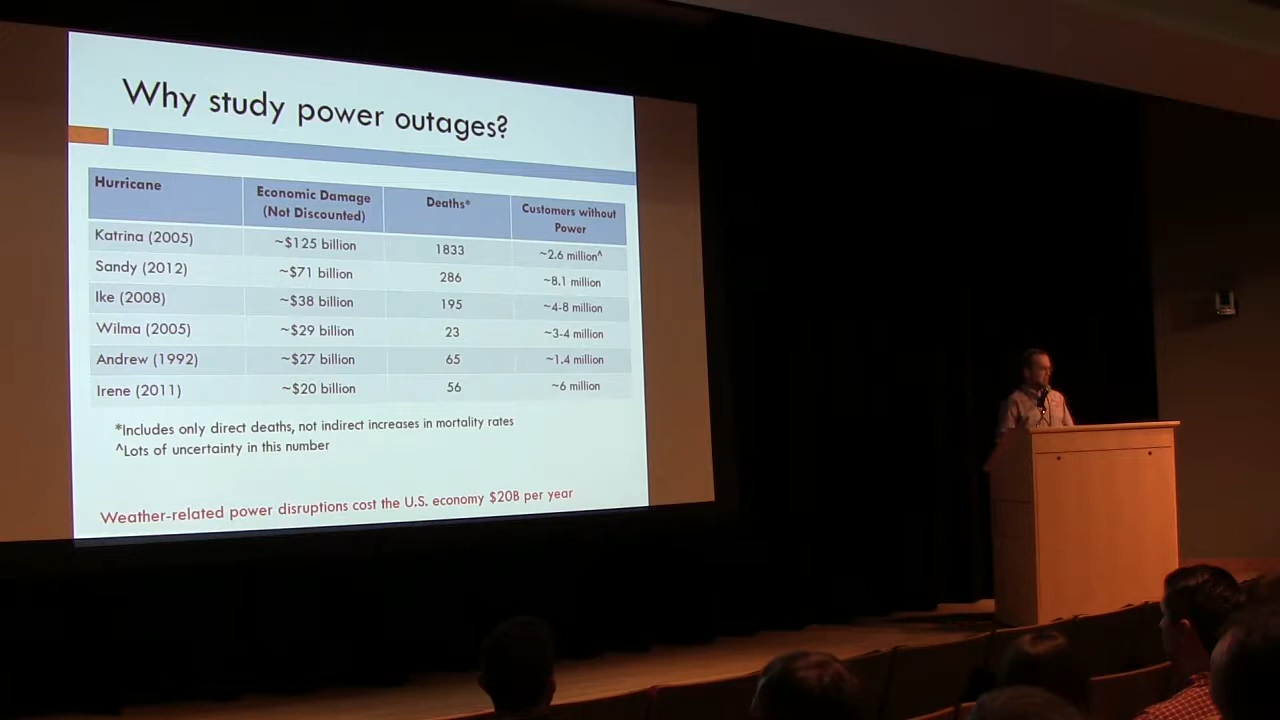 Why study power outages?
Hurricane
Economic Damage
(Not Discounted)
Deaths*
Customers without
Power
Katrina (2005)
~$125 billion
1833
~2.6 million^
Sandy (2012)
~$71 billion
286
~8.1 million
Ike (2008)
~$38 billion
195
~4-8 million
Wilma (2005)
~$29 billion
23
~3-4 million
Andrew (1992)
~$27 billion
65
~1.4 million
Irene (2011)
~$20 billion
56
~6 million
*Includes only direct deaths, not indirect increases in mortality rates
^Lots of uncertainty in this number
Weather-related power disruptions cost the U.S. economy $20B per year